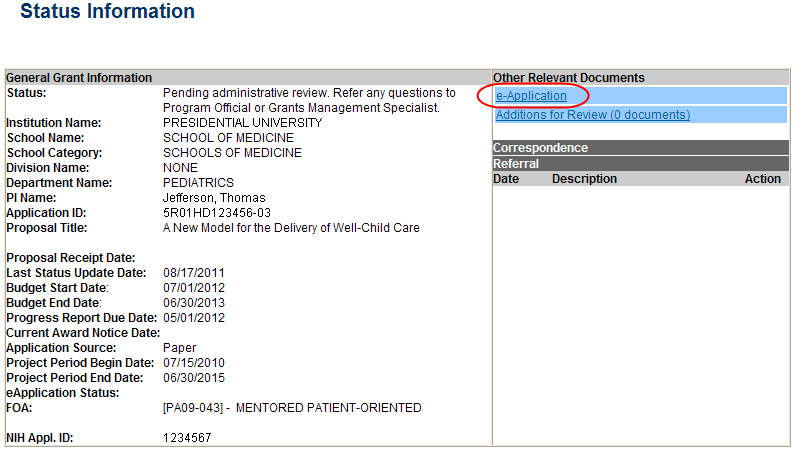 Status Information
General Grant Information
Status: Pending administrative review. Refer any questions to
Program Official or Grants Management Specialist.
Institution Name: PRESIDENTIAL UNIVERSITY
School Name: SCHOOL OF MEDICINE
School Category: SCHOOLS OF MEDICINE
Division Name: NONE
Department Name: PEDIATRICS
PI Name: Jefferson, Thomas
Application ID: 5R01HD123456-03
Proposal Title: A New Model for the Delivery of Well-Child Care
Proposal Receipt Date:
Last Status Update Date: 08/17/2011
Budget Start Date: 07/01/2012
Budget End Date: 06/30/2013
Progress Report Due Date: 05/01/2012
Current Award Notice Date:
Application Source: Paper
Project Period Begin Date: 07/15/2010
Project Period End Date: 06/30/2015
eApplication Status:
FOA: [PA09-043] - MENTORED PATIENT-ORIENTED
NIH Appl. ID: 1234567
Other Relevant Documents
e-Application
Additions for Review (0 documents)
Correspondence
Referral
Date Description Action